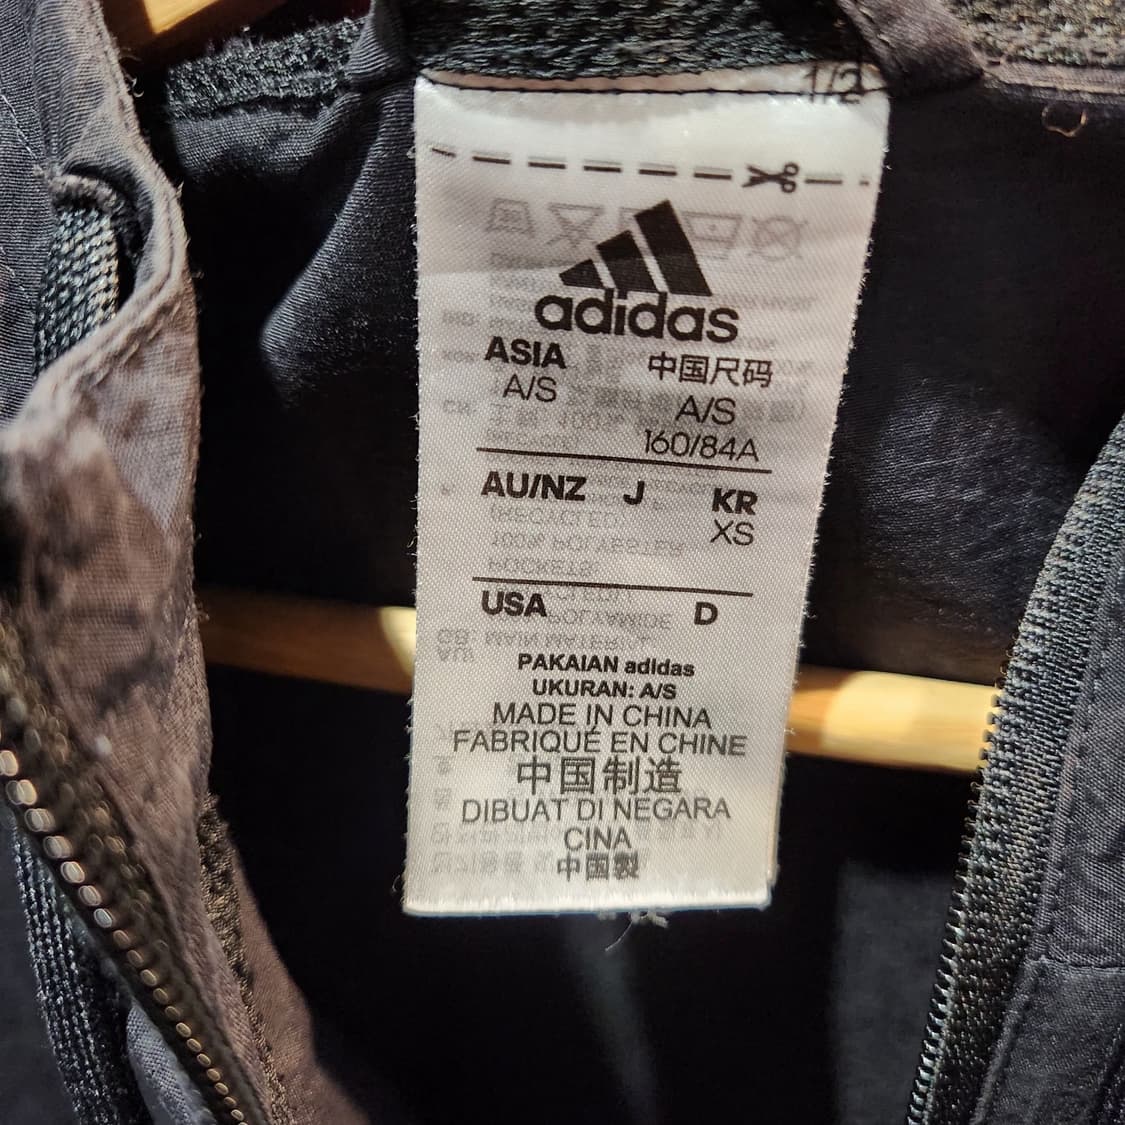 1/2
adidas
ASIA 中国尺码
A/S A/S
160/84A
AU/NZ J KR
XS
USA D
PAKAIAN adidas
UKURAN: A/S
MADE IN CHINA
FABRIQUÉ EN CHINE
中国制造
DIBUAT DI NEGARA
CINA
中国製